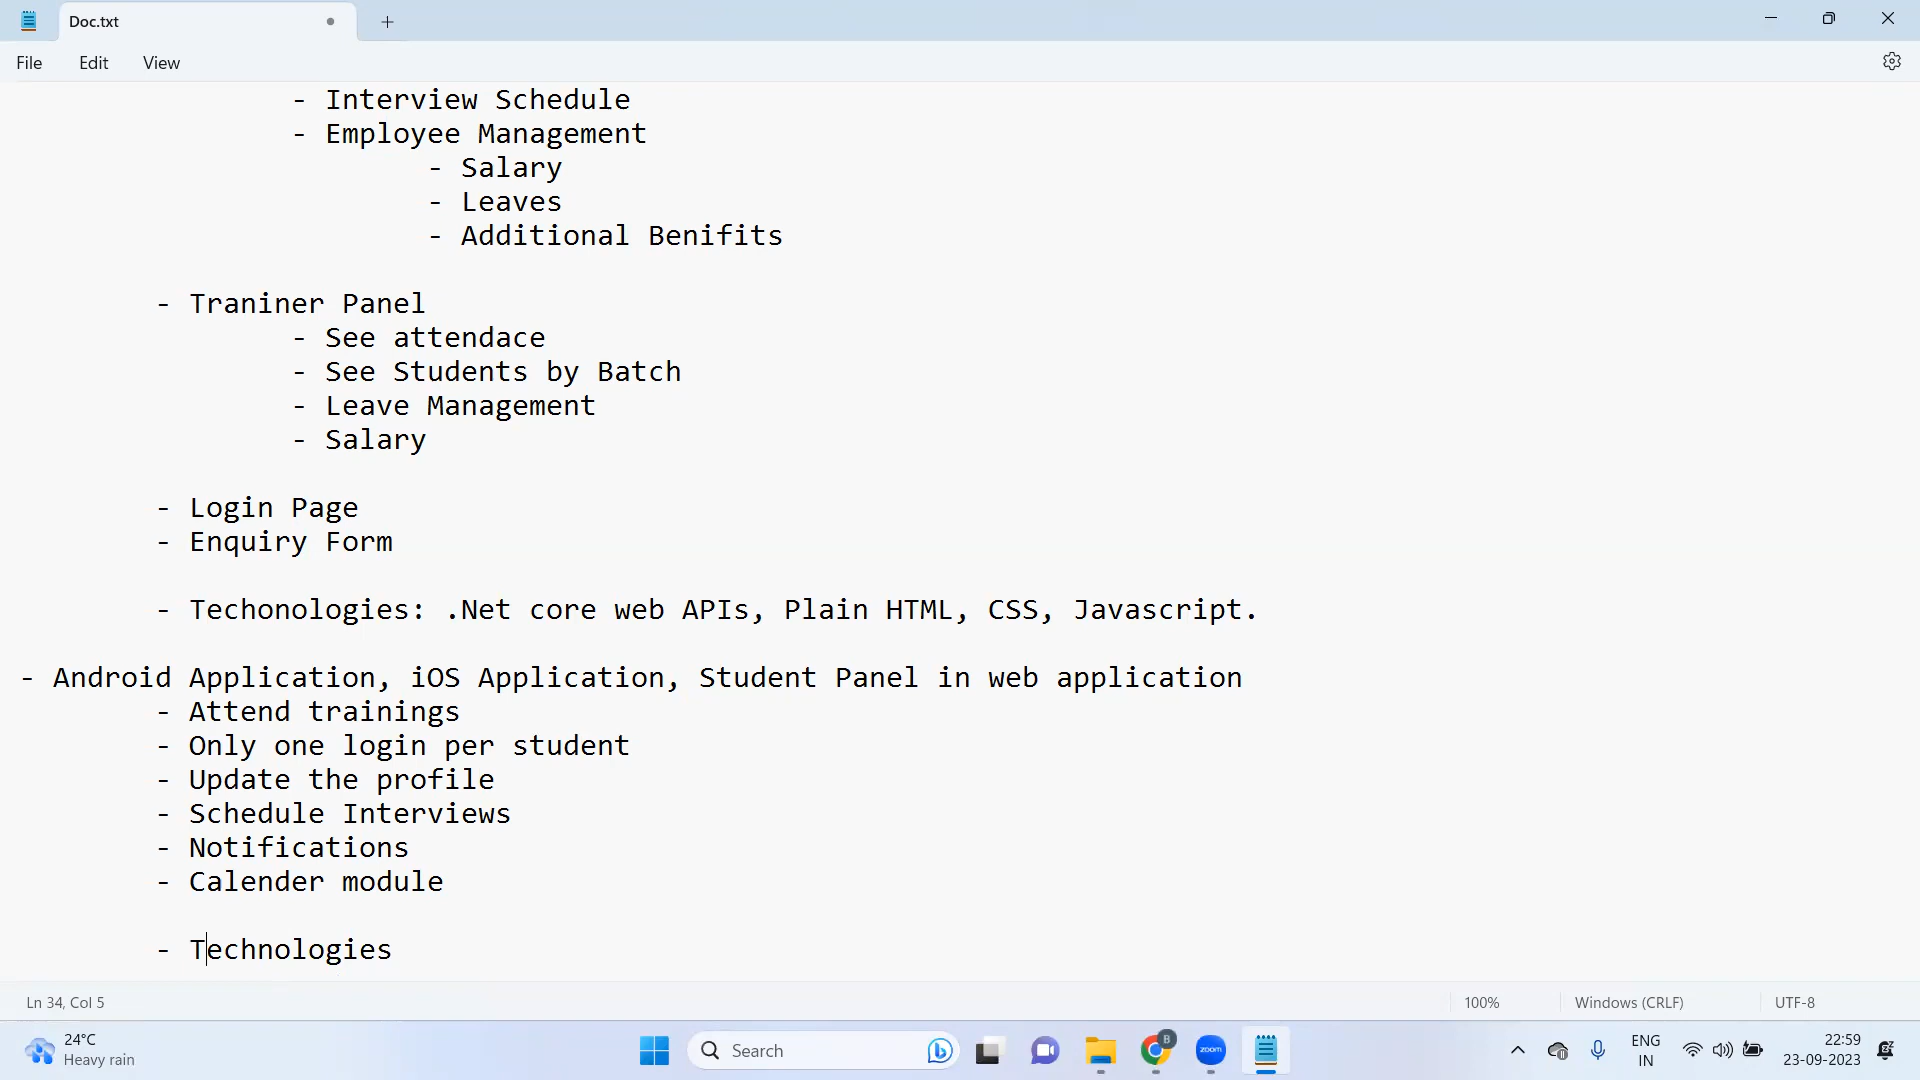 Doc.txt
File Edit View
- Interview Schedule
- Employee Management
- Salary
- Leaves
- Additional Benifits
- Traniner Panel
- See attendace
- See Students by Batch
- Leave Management
- Salary
- Login Page
- Enquiry Form
- Techonologies: .Net core web APIs, Plain HTML, CSS, Javascript.
- Android Application, iOS Application, Student Panel in web application
- Attend trainings
- Only one login per student
- Update the profile
- Schedule Interviews
- Notifications
- Calender module
- Technologies
Ln 34, Col 5 100% Windows (CRLF) UTF-8
24°C
Heavy rain
Search
B
zoom
ENG
IN
22:59
23-09-2023